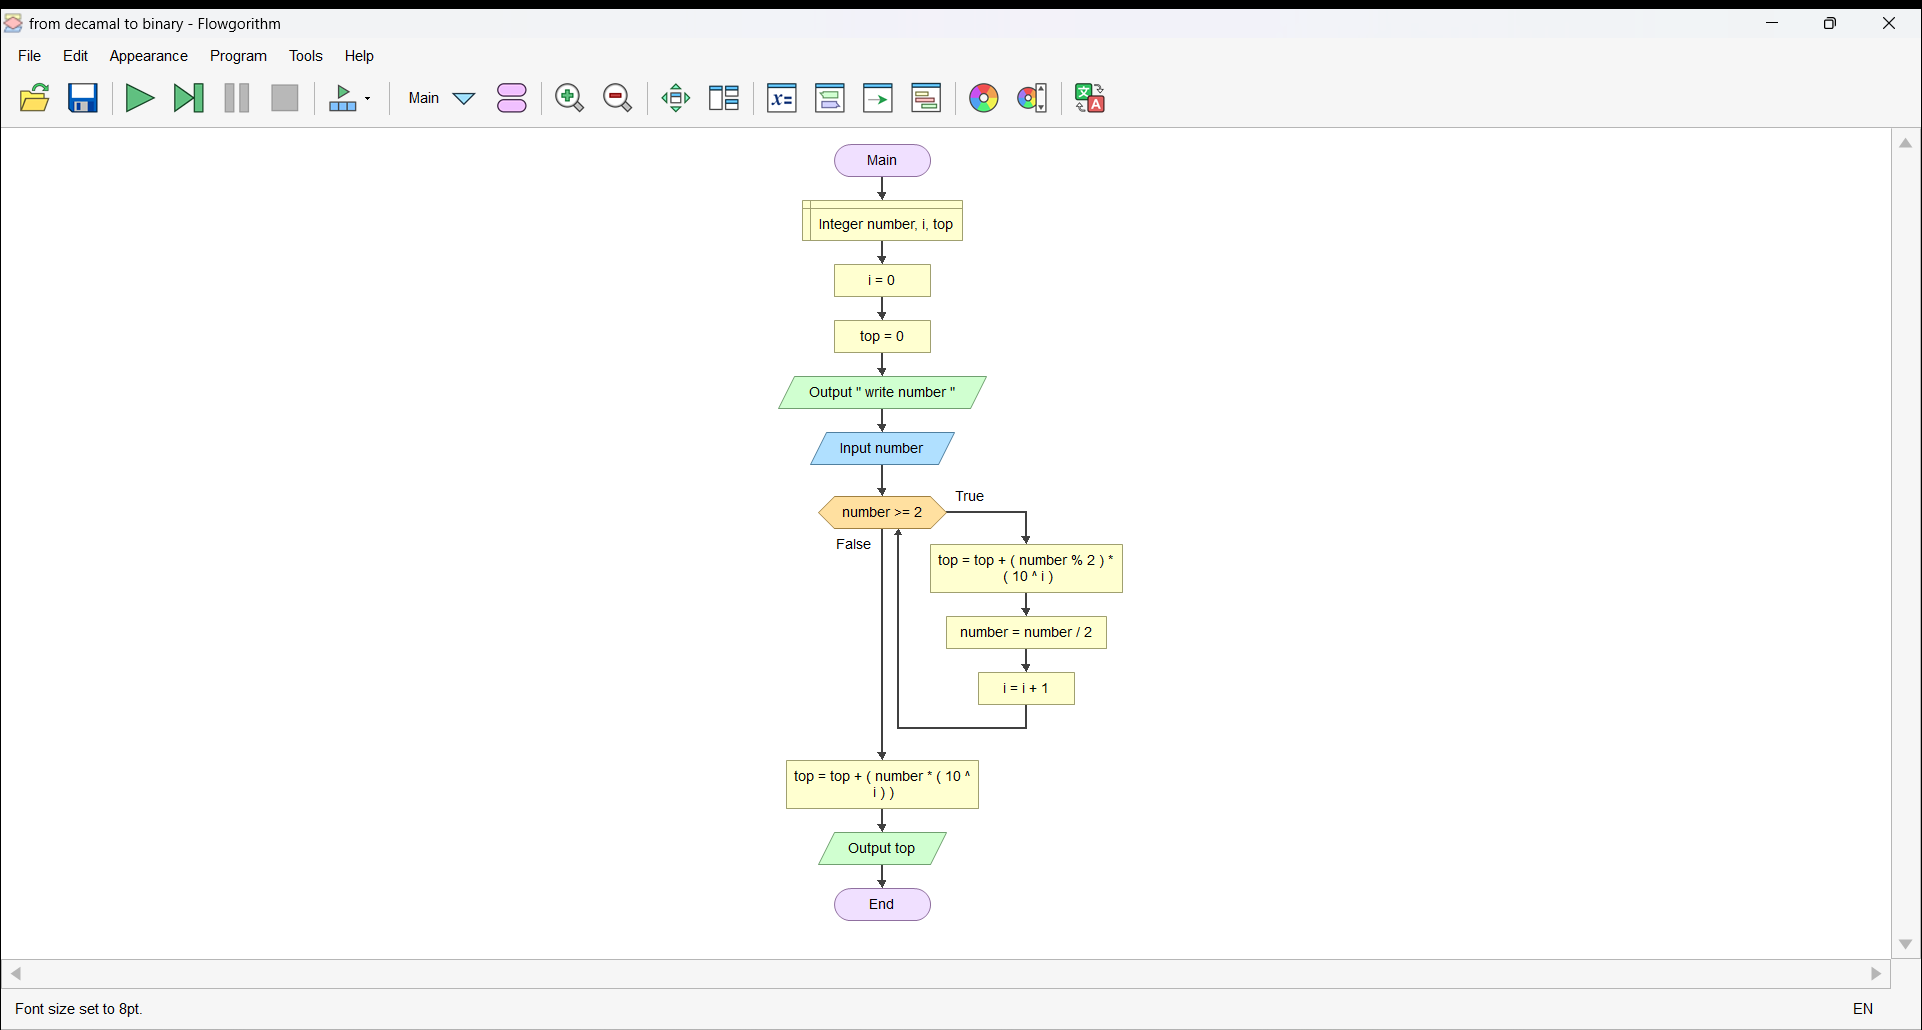 from decamal to binary - Flowgorithm
File Edit Appearance Program Tools Help
Main
Main
Integer number, i, top
i = 0
top = 0
Output " write number "
Input number
number >= 2
True
False
top = top + ( number % 2 ) *
( 10 ^ i )
number = number / 2
i = i + 1
top = top + ( number * ( 10 ^
i ) )
Output top
End
Font size set to 8pt.
EN